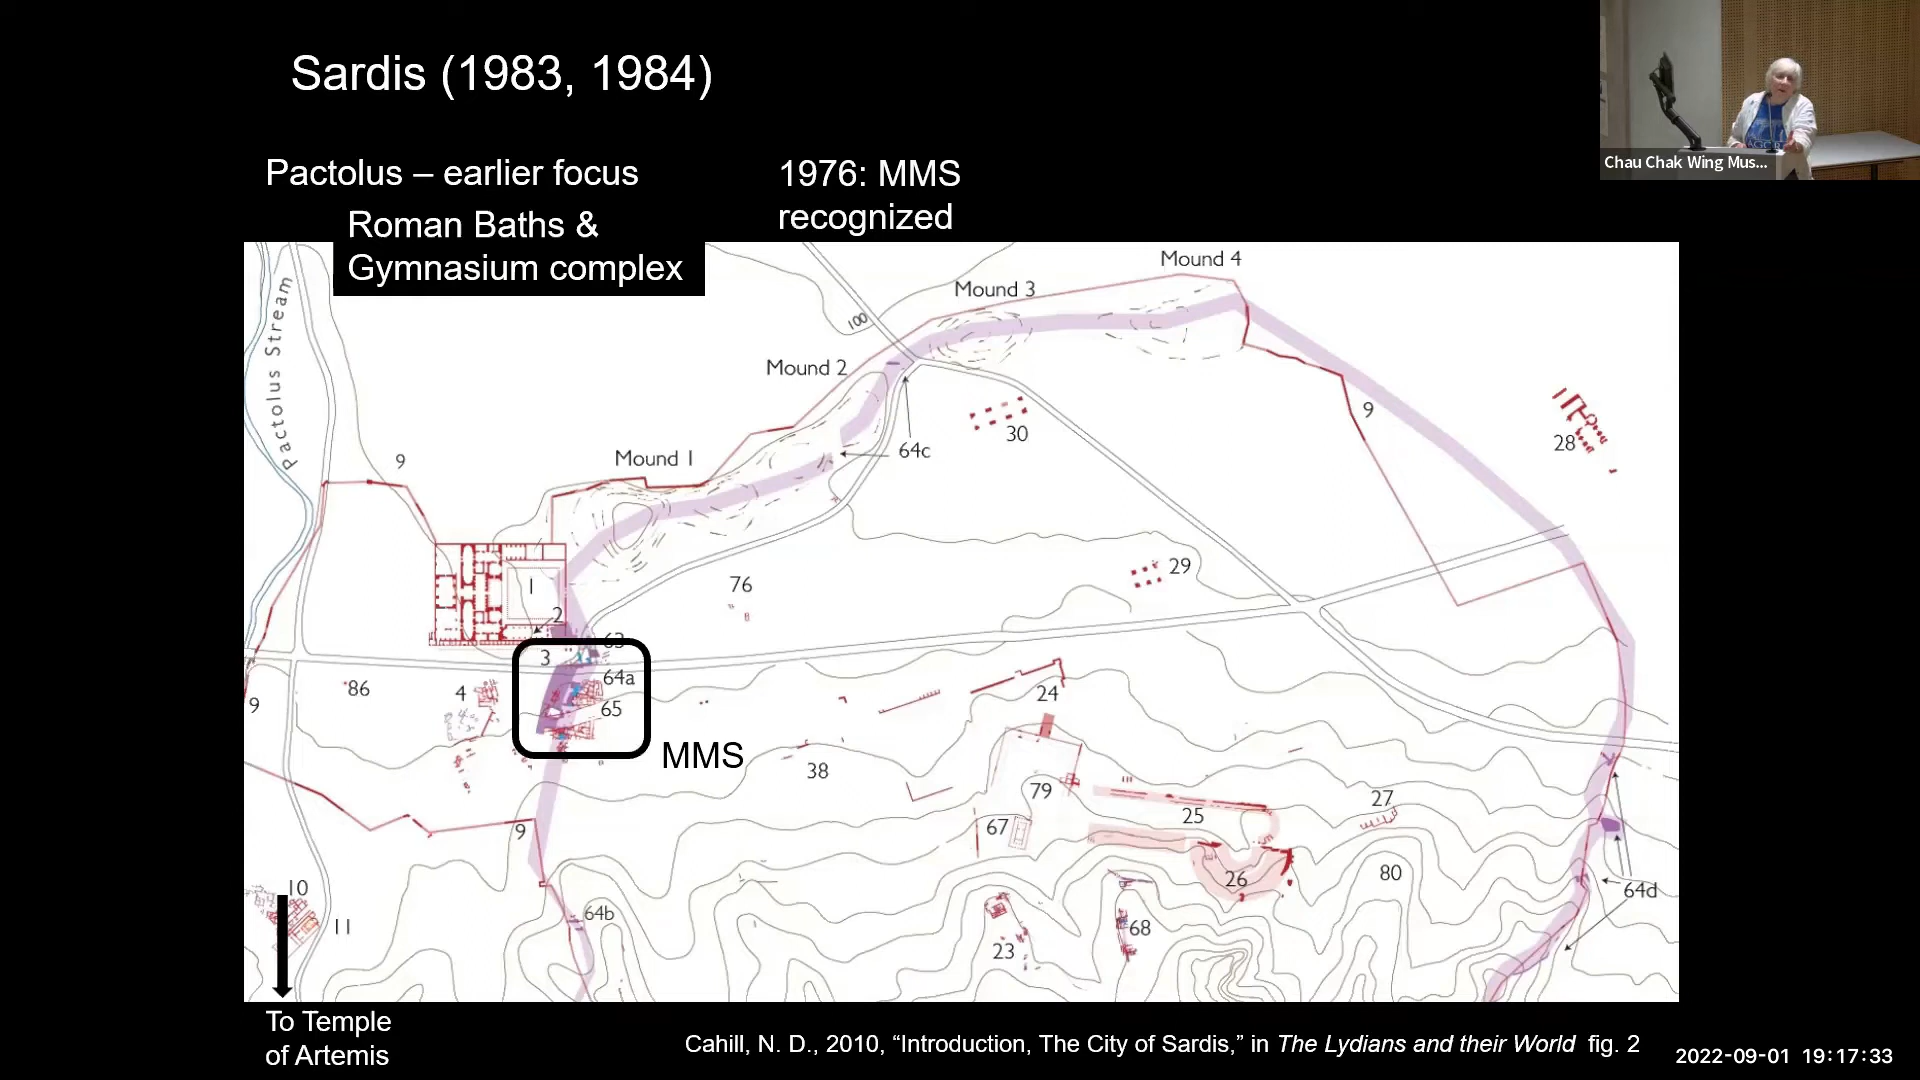 Sardis (1983, 1984)
Chau Chak Wing Mus...
Pactolus – earlier focus
1976: MMS
recognized
Roman Baths &
Gymnasium complex
Mound 4
Mound 3
Pactolus Stream
100
Mound 2
9
30
28
64c
Mound 1
9
1
76
29
2
63
3
64a
86
4
65
24
9
MMS
38
79
27
25
67
9
26
80
10
64d
64b
11
68
23
To Temple
of Artemis
Cahill, N. D., 2010, “Introduction, The City of Sardis,” in The Lydians and their World fig. 2
2022-09-01 19:17:33